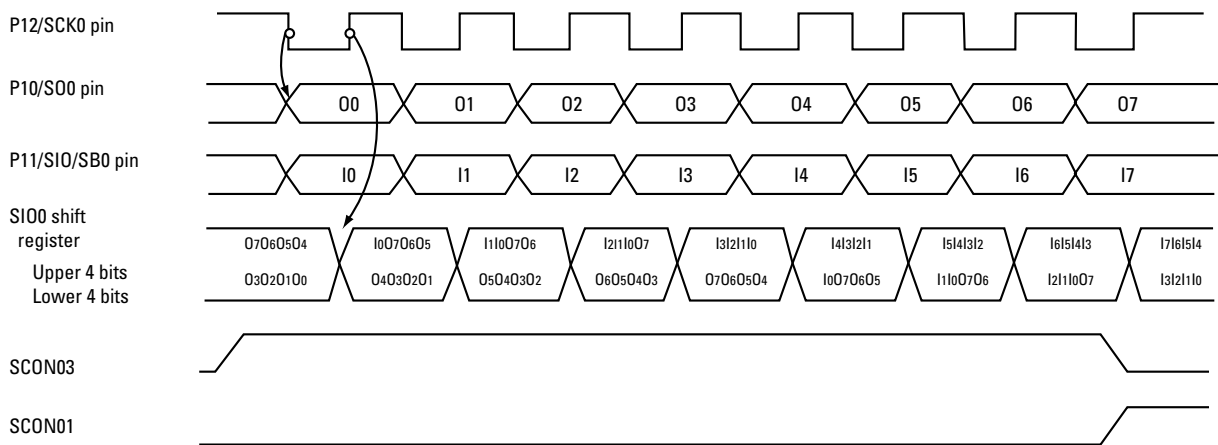 P12/SCK0 pin
P10/SO0 pin
O0 O1 O2 O3 O4 O5 O6 O7
P11/SIO/SB0 pin
I0 I1 I2 I3 I4 I5 I6 I7
SIO0 shift
register
O7O6O5O4 I0O7O6O5 I1I0O7O6 I2I1I0O7 I3I2I1I0 I4I3I2I1 I5I4I3I2 I6I5I4I3 I7I6I5I4
Upper 4 bits
O3O2O1O0 O4O3O2O1 O5O4O3O2 O6O5O4O3 O7O6O5O4 I0O7O6O5 I1I0O7O6 I2I1I0O7 I3I2I1I0
Lower 4 bits
SCON03
SCON01